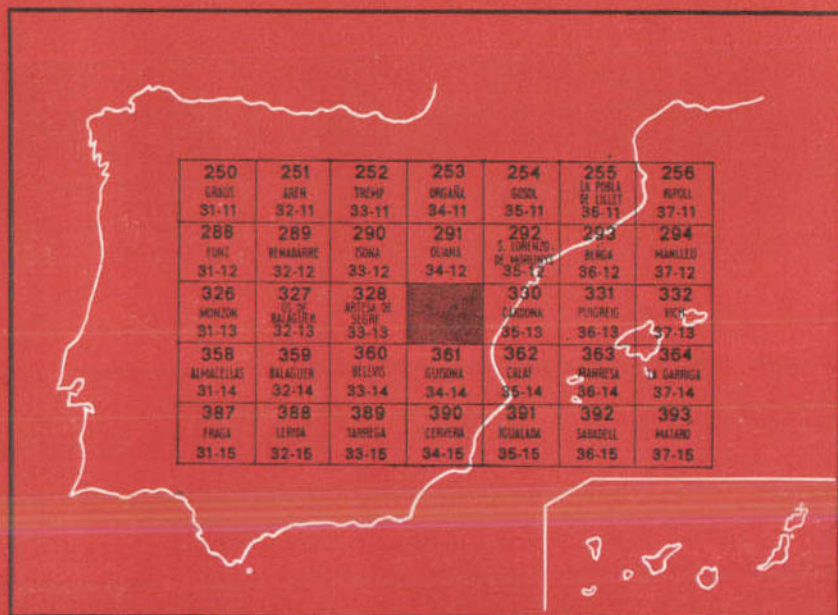 250 251 252 253 254 255 256
GRAUS AREN TREMP ORGAÑA GOSOL LA POBLA DE LILLET RIPOLL
31-11 32-11 33-11 34-11 35-11 36-11 37-11
288 289 290 291 292 293 294
FONZ BENABARRE ISONA OLIANA S. LORENZO DE MORUNYS BERGA MANLLEU
31-12 32-12 33-12 34-12 35-12 36-12 37-12
326 327 328 330 331 332
MONZON OS DE BALAGUER ARTESA DE SEGRE CARDONA PUIGREIG VICH
31-13 32-13 33-13 35-13 36-13 37-13
358 359 360 361 362 363 364
ALMACELLAS BALAGUER BELLVIS GUISONA CALAF MANRESA LA GARRIGA
31-14 32-14 33-14 34-14 35-14 36-14 37-14
387 388 389 390 391 392 393
FRAGA LERIDA TARREGA CERVERA IGUALADA SABADELL MATARO
31-15 32-15 33-15 34-15 35-15 36-15 37-15